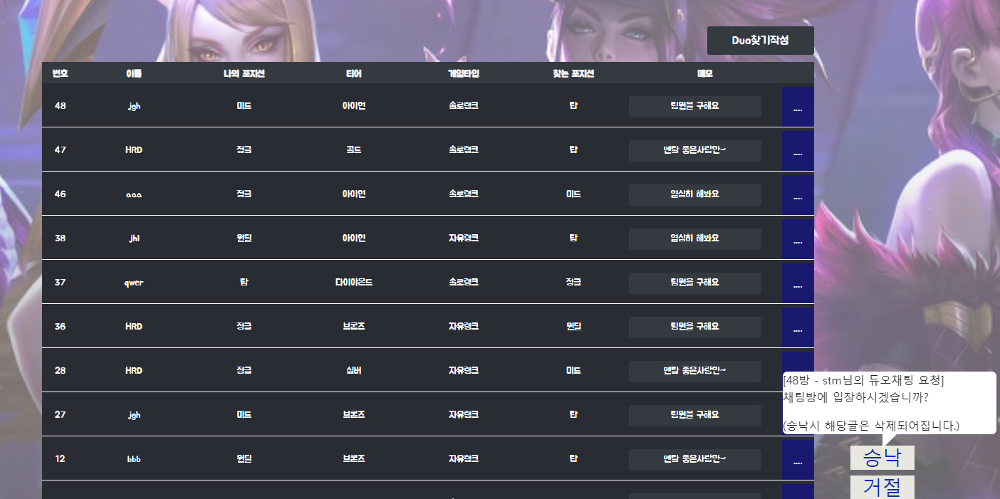 Duo찾기작성
번호 이름 나의 포지션 티어 게임타입 찾는 포지션 메모
48 jgh 미드 아이언 솔로랭크 탑 팀원을 구해요 ....
47 HRD 정글 골드 솔로랭크 탑 멘탈 좋은사람만~ ....
46 aaa 정글 아이언 솔로랭크 미드 열심히 해봐요 ....
38 jhl 원딜 아이언 자유랭크 탑 열심히 해봐요 ....
37 qwer 탑 다이아몬드 솔로랭크 정글 팀원을 구해요 ....
36 HRD 정글 브론즈 자유랭크 원딜 팀원을 구해요 ....
28 HRD 정글 실버 자유랭크 미드 멘탈 좋은사람만~
[48방 - stm님의 듀오채팅 요청]
채팅방에 입장하시겠습니까?
27 jgh 미드 브론즈 자유랭크 탑 팀원을 구해요
(승낙시 해당글은 삭제되어집니다.)
12 bbb 원딜 브론즈 자유랭크 탑 멘탈 좋은사람만~ ....
승낙
거절